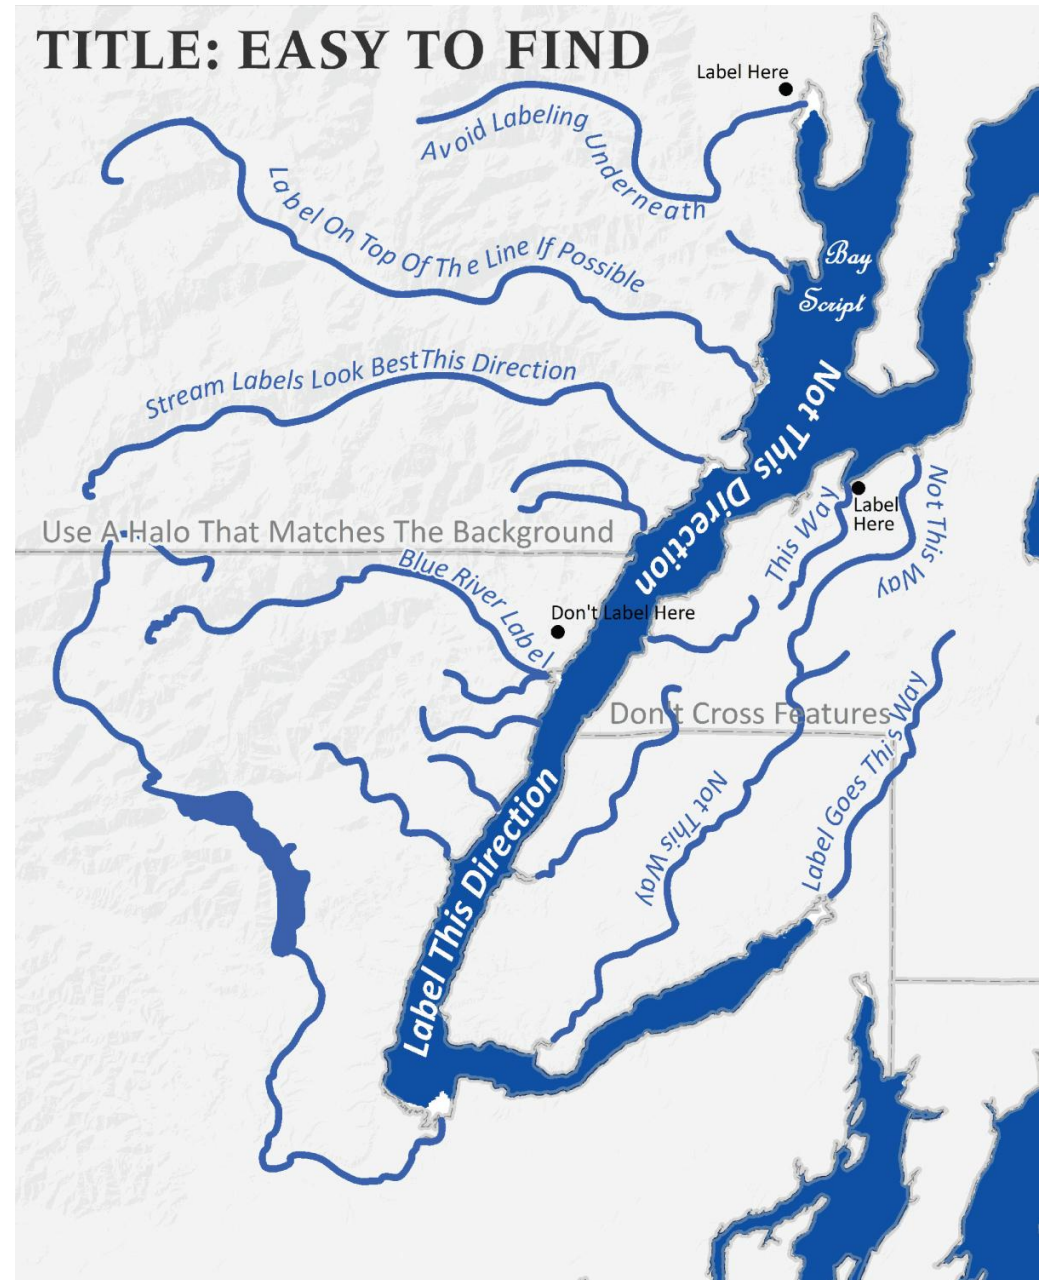 TITLE: EASY TO FIND
Label Here
Avoid Labeling Underneath
Label On Top Of The Line If Possible
Bay
Script
Stream Labels Look Best This Direction
Not This Direction
Not This Way
This Way
Label
Here
Use A Halo That Matches The Background
Blue River Label
Don't Label Here
Don't Cross Features
Label Goes This Way
Not This Way
Label This Direction